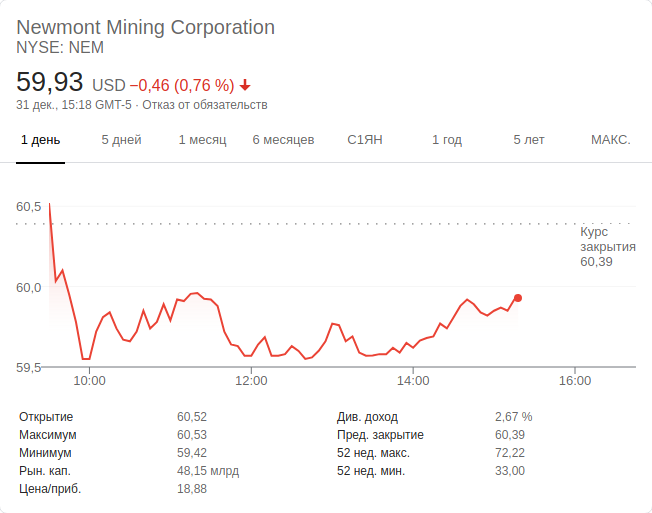 Newmont Mining Corporation
NYSE: NEM
59,93 USD −0,46 (0,76 %)
31 дек., 15:18 GMT-5 · Отказ от обязательств
1 день 5 дней 1 месяц 6 месяцев С1ЯН 1 год 5 лет МАКС.
60,5
Курс
закрытия
60,39
60,0
59,5
10:00 12:00 14:00 16:00
Открытие 60,52 Див. доход 2,67 %
Максимум 60,53 Пред. закрытие 60,39
Минимум 59,42 52 нед. макс. 72,22
Рын. кап. 48,15 млрд 52 нед. мин. 33,00
Цена/приб. 18,88